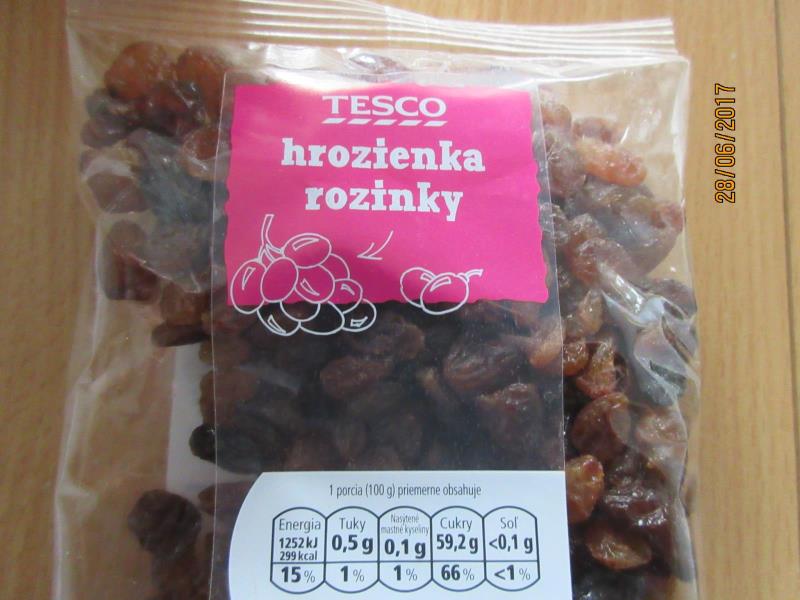 TESCO
hrozienka
rozinky
28/06/2017
1 porcia (100 g) priemerne obsahuje
Energia
1252 kJ
299 kcal
15%
Tuky
0,5 g
1%
Nasýtené
mastné kyseliny
0,1 g
1%
Cukry
59,2 g
66%
Soľ
<0,1 g
<1%